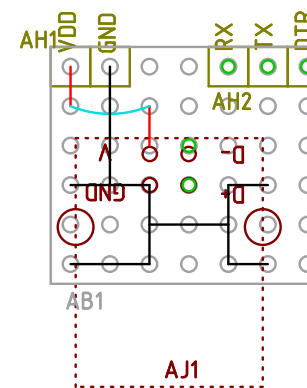 AH1
VDD
GND
RX
TX
DTR
AH2
V
D-
GND
D+
AB1
AJ1